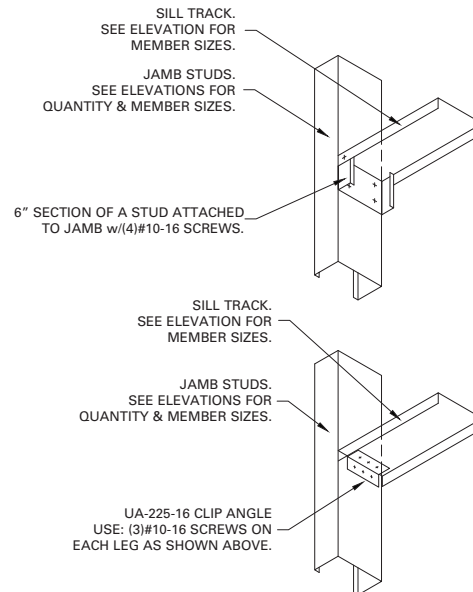 SILL TRACK.
SEE ELEVATION FOR
MEMBER SIZES.
JAMB STUDS.
SEE ELEVATIONS FOR
QUANTITY & MEMBER SIZES.
6” SECTION OF A STUD ATTACHED
TO JAMB w/(4)#10-16 SCREWS.
SILL TRACK.
SEE ELEVATION FOR
MEMBER SIZES.
JAMB STUDS.
SEE ELEVATIONS FOR
QUANTITY & MEMBER SIZES.
UA-225-16 CLIP ANGLE
USE: (3)#10-16 SCREWS ON
EACH LEG AS SHOWN ABOVE.